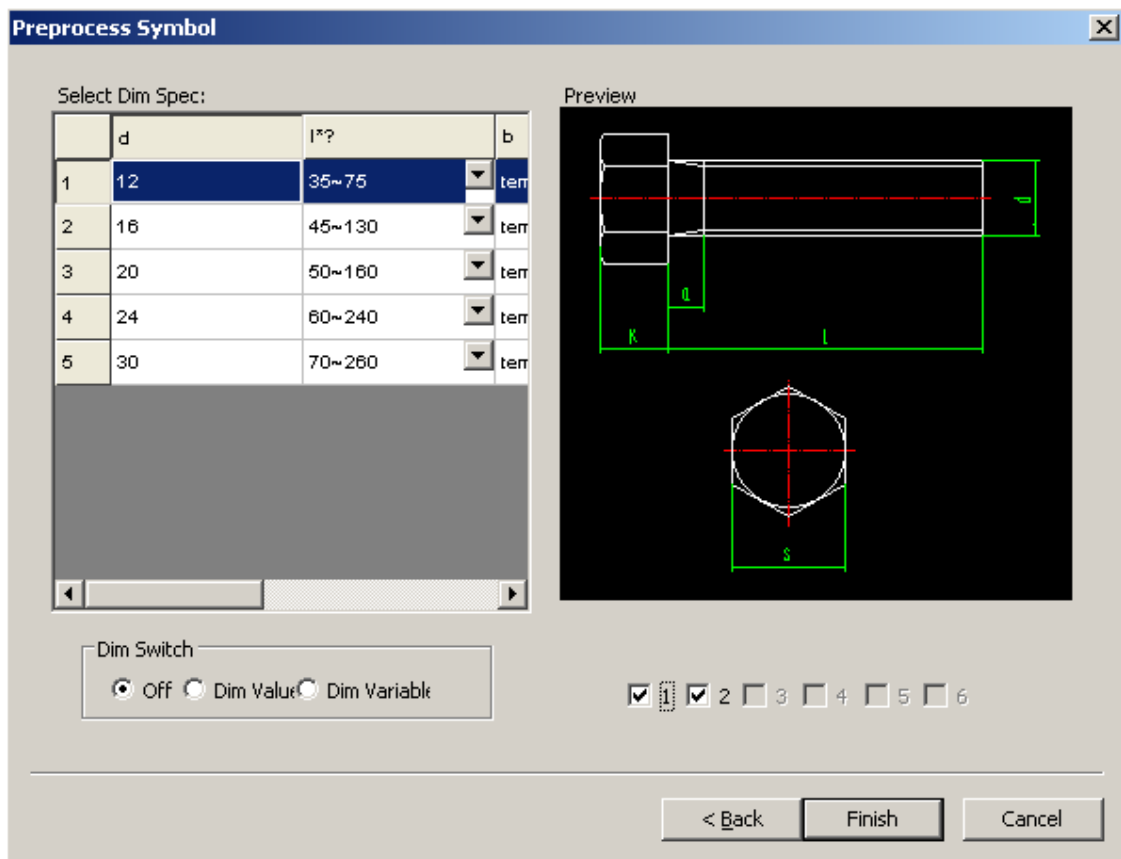 Preprocess Symbol
Select Dim Spec:
d l*? b
1 12 35~75 tem
2 16 45~130 tem
3 20 50~160 tem
4 24 60~240 tem
5 30 70~260 tem
Preview
d
a
K L
s
Dim Switch
Off Dim Value Dim Variable
1 2 3 4 5 6
< Back Finish Cancel